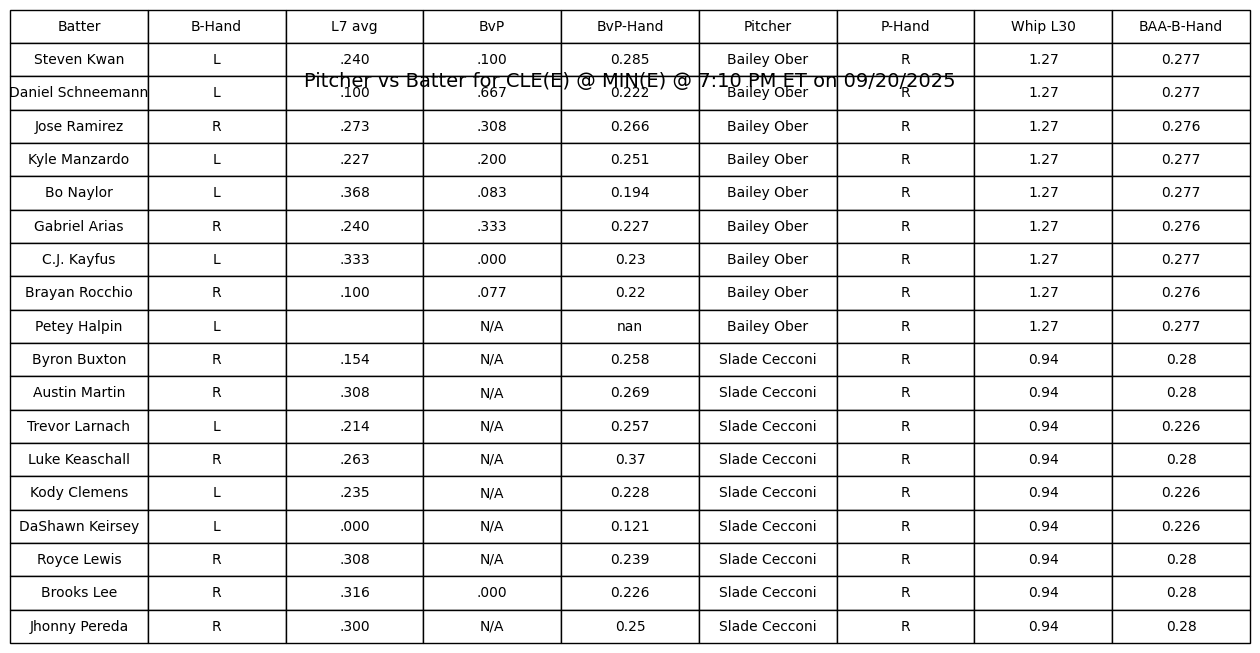 Batter B-Hand L7 avg BvP BvP-Hand Pitcher P-Hand Whip L30 BAA-B-Hand
Steven Kwan L .240 .100 0.285 Bailey Ober R 1.27 0.277
Pitcher vs Batter for CLE(E) @ MIN(E) @ 7:10 PM ET on 09/20/2025
Daniel Schneemann L .100 .667 0.222 Bailey Ober R 1.27 0.277
Jose Ramirez R .273 .308 0.266 Bailey Ober R 1.27 0.276
Kyle Manzardo L .227 .200 0.251 Bailey Ober R 1.27 0.277
Bo Naylor L .368 .083 0.194 Bailey Ober R 1.27 0.277
Gabriel Arias R .240 .333 0.227 Bailey Ober R 1.27 0.276
C.J. Kayfus L .333 .000 0.23 Bailey Ober R 1.27 0.277
Brayan Rocchio R .100 .077 0.22 Bailey Ober R 1.27 0.276
Petey Halpin L N/A nan Bailey Ober R 1.27 0.277
Byron Buxton R .154 N/A 0.258 Slade Cecconi R 0.94 0.28
Austin Martin R .308 N/A 0.269 Slade Cecconi R 0.94 0.28
Trevor Larnach L .214 N/A 0.257 Slade Cecconi R 0.94 0.226
Luke Keaschall R .263 N/A 0.37 Slade Cecconi R 0.94 0.28
Kody Clemens L .235 N/A 0.228 Slade Cecconi R 0.94 0.226
DaShawn Keirsey L .000 N/A 0.121 Slade Cecconi R 0.94 0.226
Royce Lewis R .308 N/A 0.239 Slade Cecconi R 0.94 0.28
Brooks Lee R .316 .000 0.226 Slade Cecconi R 0.94 0.28
Jhonny Pereda R .300 N/A 0.25 Slade Cecconi R 0.94 0.28